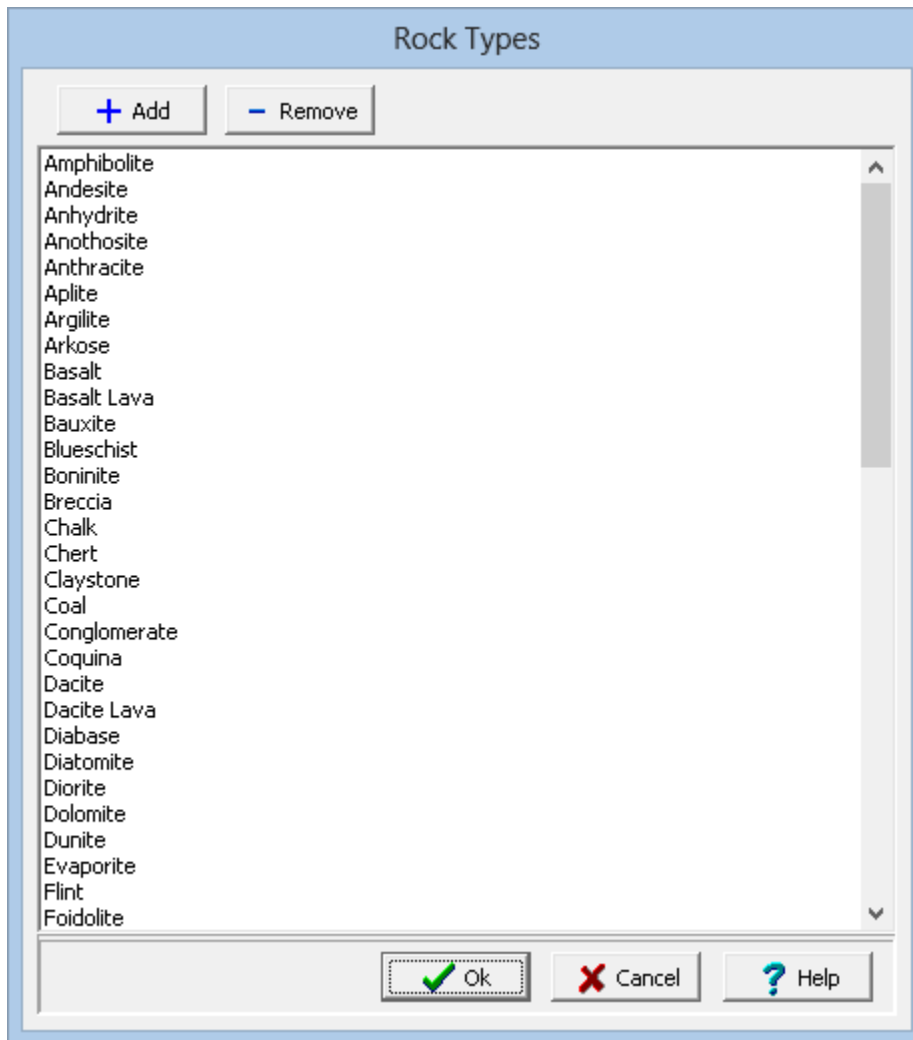 Rock Types
Add Remove
Amphibolite
Andesite
Anhydrite
Anothosite
Anthracite
Aplite
Argilite
Arkose
Basalt
Basalt Lava
Bauxite
Blueschist
Boninite
Breccia
Chalk
Chert
Claystone
Coal
Conglomerate
Coquina
Dacite
Dacite Lava
Diabase
Diatomite
Diorite
Dolomite
Dunite
Evaporite
Flint
Foidolite
Ok Cancel Help